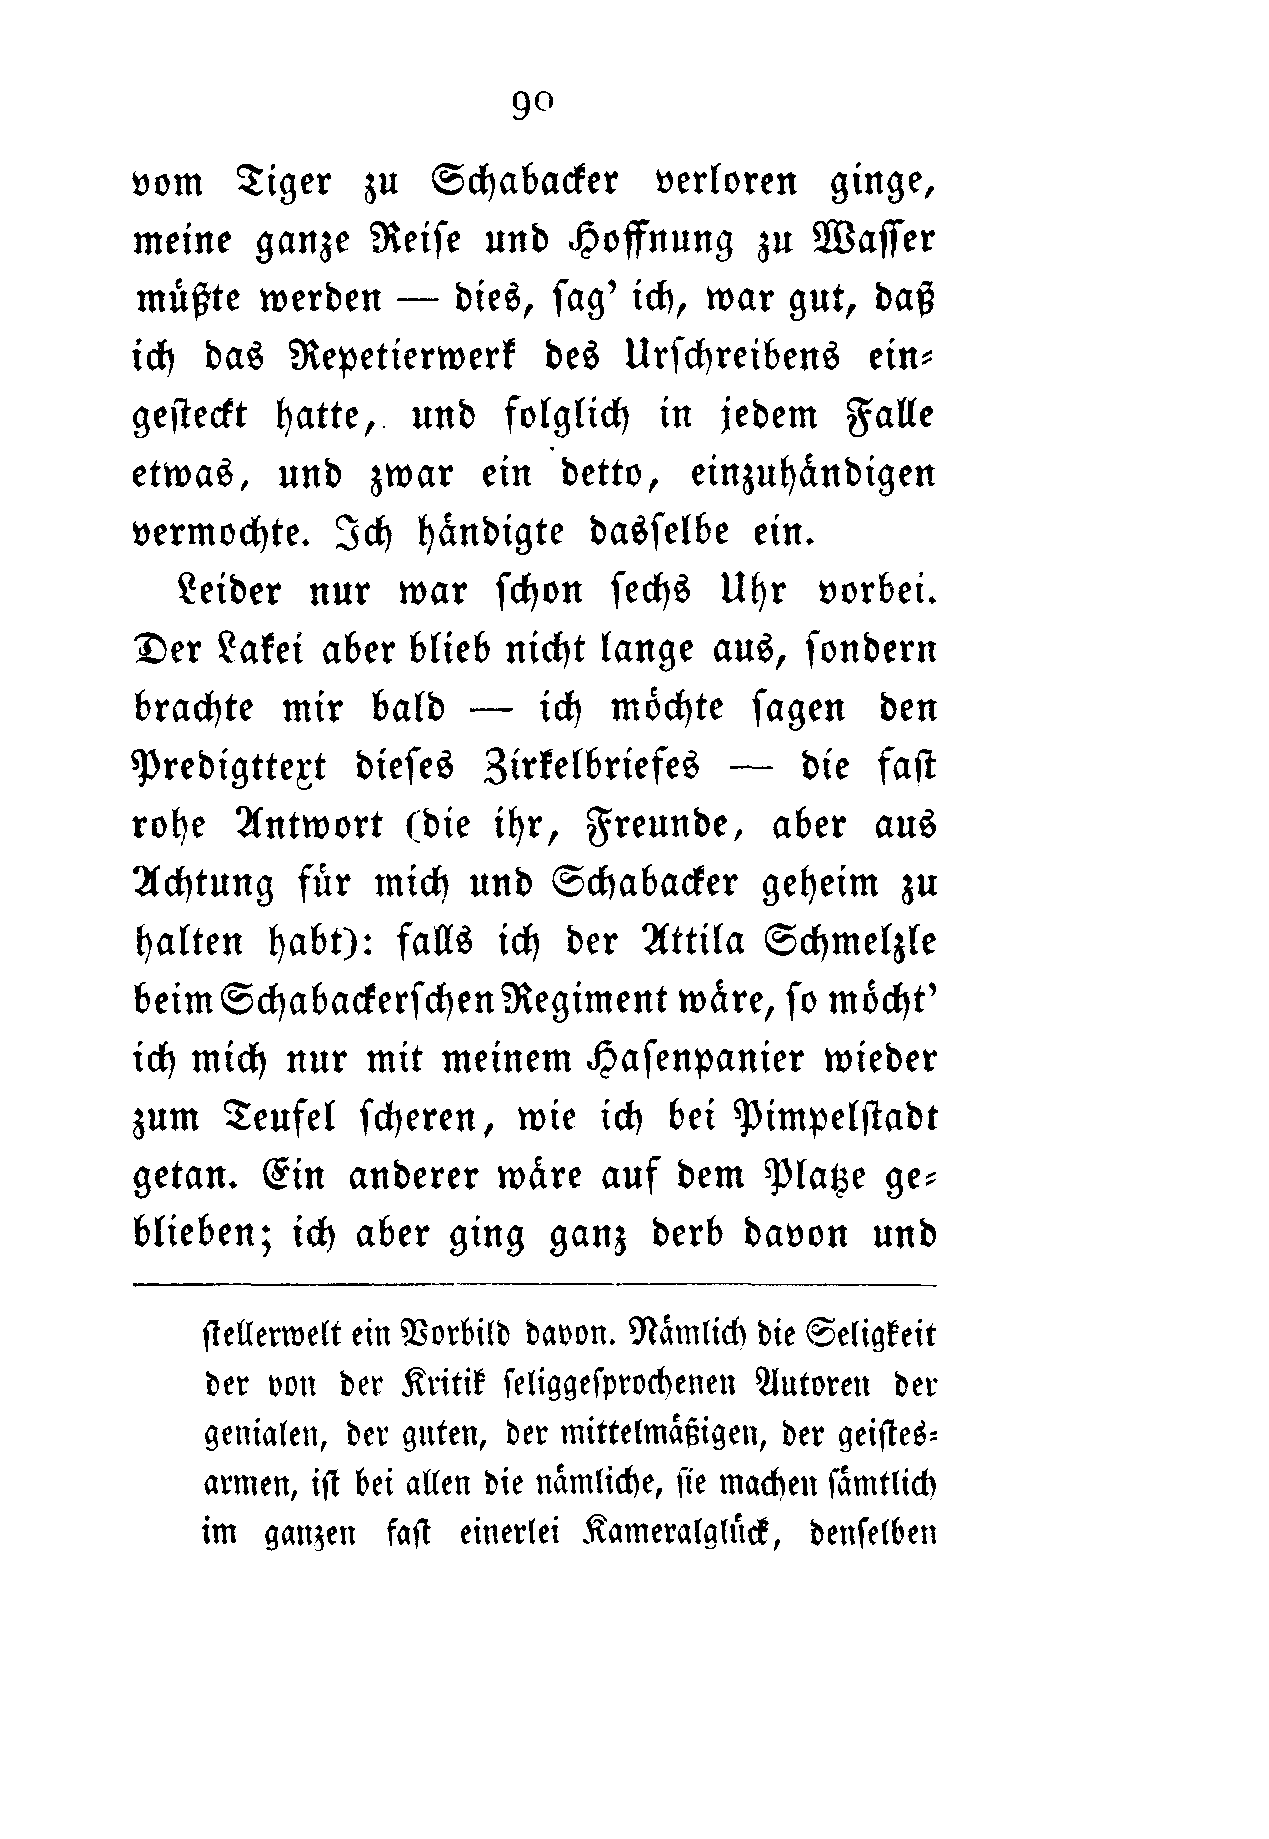 90
vom Tiger zu Schabacker verloren ginge,
meine ganze Reiſe und Hoffnung zu Waſſer
müßte werden — dies, ſag’ ich, war gut, daß
ich das Repetierwerk des Urſchreibens ein⸗
geſteckt hatte, und folglich in jedem Falle
etwas, und zwar ein detto, einzuhändigen
vermochte. Ich händigte dasſelbe ein.
Leider nur war ſchon ſechs Uhr vorbei.
Der Lakei aber blieb nicht lange aus, ſondern
brachte mir bald — ich möchte ſagen den
Predigttext dieſes Zirkelbriefes — die faſt
rohe Antwort (die ihr, Freunde, aber aus
Achtung für mich und Schabacker geheim zu
halten habt): falls ich der Attila Schmelzle
beim Schabackerſchen Regiment wäre, ſo möcht’
ich mich nur mit meinem Haſenpanier wieder
zum Teufel ſcheren, wie ich bei Pimpelſtadt
getan. Ein anderer wäre auf dem Platze ge⸗
blieben; ich aber ging ganz derb davon und
ſtellerwelt ein Vorbild davon. Nämlich die Seligkeit
der von der Kritik ſeliggeſprochenen Autoren der
genialen, der guten, der mittelmäßigen, der geiſtes⸗
armen, iſt bei allen die nämliche, ſie machen ſämtlich
im ganzen faſt einerlei Kameralglück, denſelben